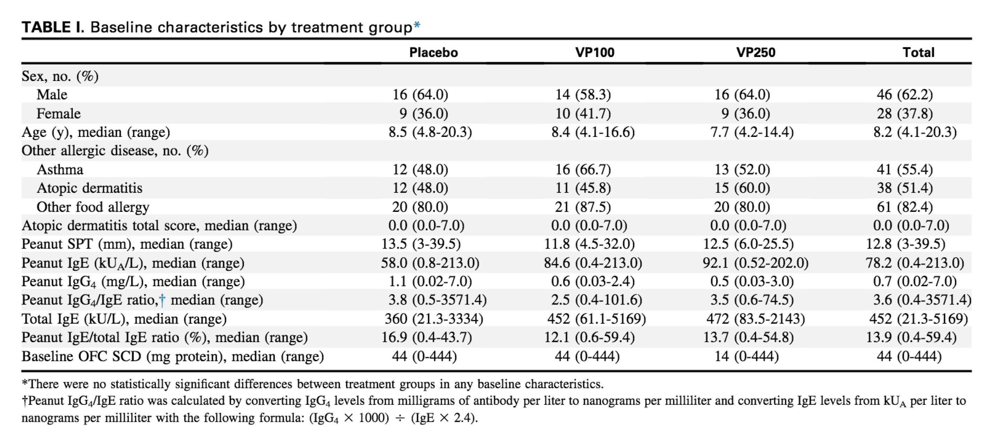 TABLE I. Baseline characteristics by treatment group*
Placebo VP100 VP250 Total
Sex, no. (%)
Male 16 (64.0) 14 (58.3) 16 (64.0) 46 (62.2)
Female 9 (36.0) 10 (41.7) 9 (36.0) 28 (37.8)
Age (y), median (range) 8.5 (4.8-20.3) 8.4 (4.1-16.6) 7.7 (4.2-14.4) 8.2 (4.1-20.3)
Other allergic disease, no. (%)
Asthma 12 (48.0) 16 (66.7) 13 (52.0) 41 (55.4)
Atopic dermatitis 12 (48.0) 11 (45.8) 15 (60.0) 38 (51.4)
Other food allergy 20 (80.0) 21 (87.5) 20 (80.0) 61 (82.4)
Atopic dermatitis total score, median (range) 0.0 (0.0-7.0) 0.0 (0.0-7.0) 0.0 (0.0-7.0) 0.0 (0.0-7.0)
Peanut SPT (mm), median (range) 13.5 (3-39.5) 11.8 (4.5-32.0) 12.5 (6.0-25.5) 12.8 (3-39.5)
Peanut IgE (kU_A/L), median (range) 58.0 (0.8-213.0) 84.6 (0.4-213.0) 92.1 (0.52-202.0) 78.2 (0.4-213.0)
Peanut IgG₄ (mg/L), median (range) 1.1 (0.02-7.0) 0.6 (0.03-2.4) 0.5 (0.03-3.0) 0.7 (0.02-7.0)
Peanut IgG₄/IgE ratio,† median (range) 3.8 (0.5-3571.4) 2.5 (0.4-101.6) 3.5 (0.6-74.5) 3.6 (0.4-3571.4)
Total IgE (kU/L), median (range) 360 (21.3-3334) 452 (61.1-5169) 472 (83.5-2143) 452 (21.3-5169)
Peanut IgE/total IgE ratio (%), median (range) 16.9 (0.4-43.7) 12.1 (0.6-59.4) 13.7 (0.4-54.8) 13.9 (0.4-59.4)
Baseline OFC SCD (mg protein), median (range) 44 (0-444) 44 (0-444) 14 (0-444) 44 (0-444)
*There were no statistically significant differences between treatment groups in any baseline characteristics.
†Peanut IgG₄/IgE ratio was calculated by converting IgG₄ levels from milligrams of antibody per liter to nanograms per milliliter and converting IgE levels from kU_A per liter to
nanograms per milliliter with the following formula: (IgG₄ × 1000) ÷ (IgE × 2.4).